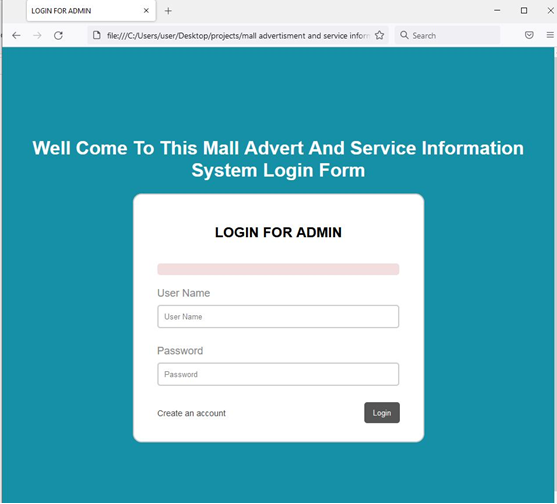 LOGIN FOR ADMIN
file:///C:/Users/user/Desktop/projects/mall advertisment and service infor
Search
Well Come To This Mall Advert And Service Information
System Login Form
LOGIN FOR ADMIN
User Name
User Name
Password
Password
Create an account
Login